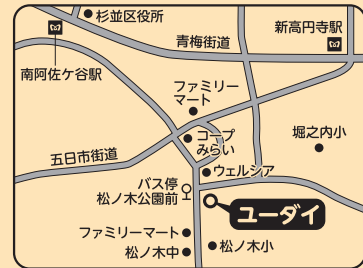 杉並区役所
青梅街道
新高円寺駅
南阿佐ケ谷駅
ファミリー
マート
コープ
みらい
堀之内小
五日市街道
ウェルシア
バス停
松ノ木公園前
ユーダイ
ファミリーマート
松ノ木中
松ノ木小